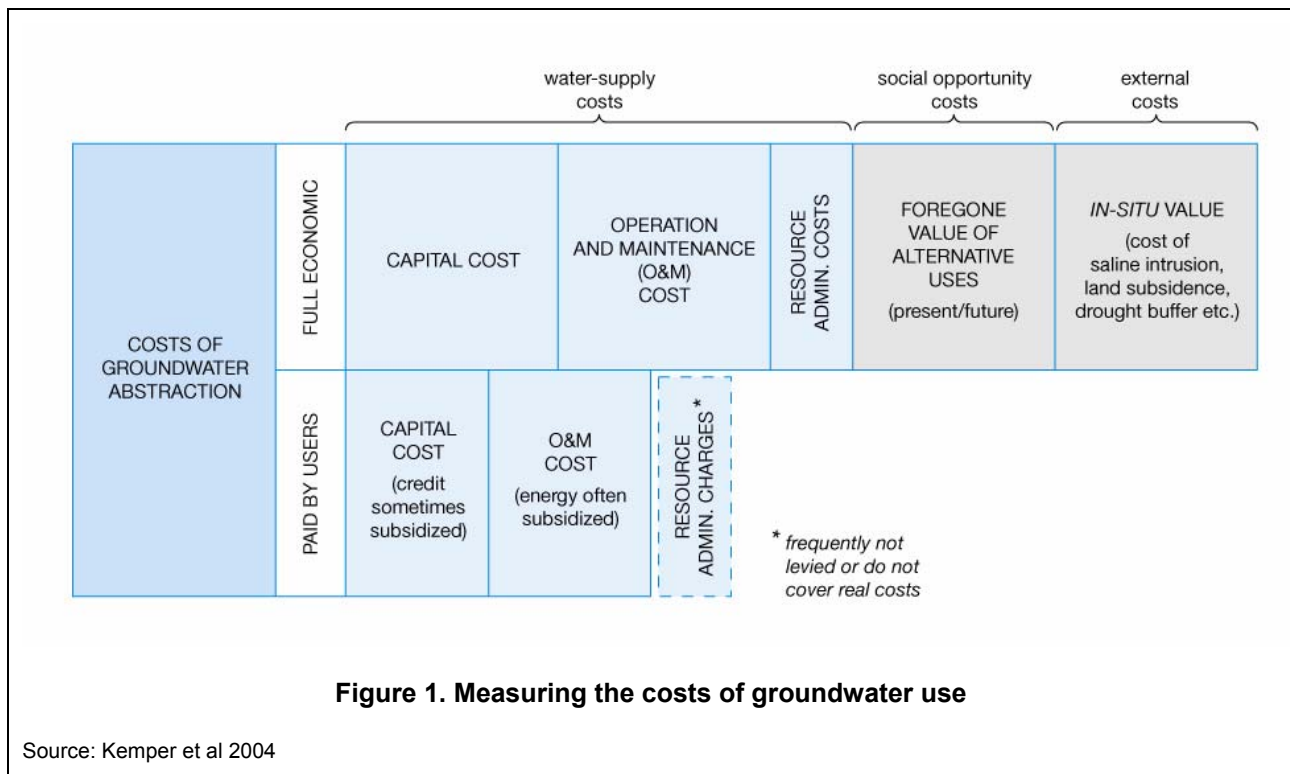 water-supply
costs
social opportunity
costs
external
costs
COSTS OF
GROUNDWATER
ABSTRACTION
FULL ECONOMIC
CAPITAL COST
OPERATION
AND MAINTENANCE
(O&M)
COST
RESOURCE
ADMIN. COSTS
FOREGONE
VALUE OF
ALTERNATIVE
USES
(present/future)
IN-SITU VALUE
(cost of
saline intrusion,
land subsidence,
drought buffer etc.)
PAID BY USERS
CAPITAL
COST
(credit
sometimes
subsidized)
O&M
COST
(energy often
subsidized)
RESOURCE
ADMIN. CHARGES*
* frequently not
levied or do not
cover real costs
Figure 1. Measuring the costs of groundwater use
Source: Kemper et al 2004